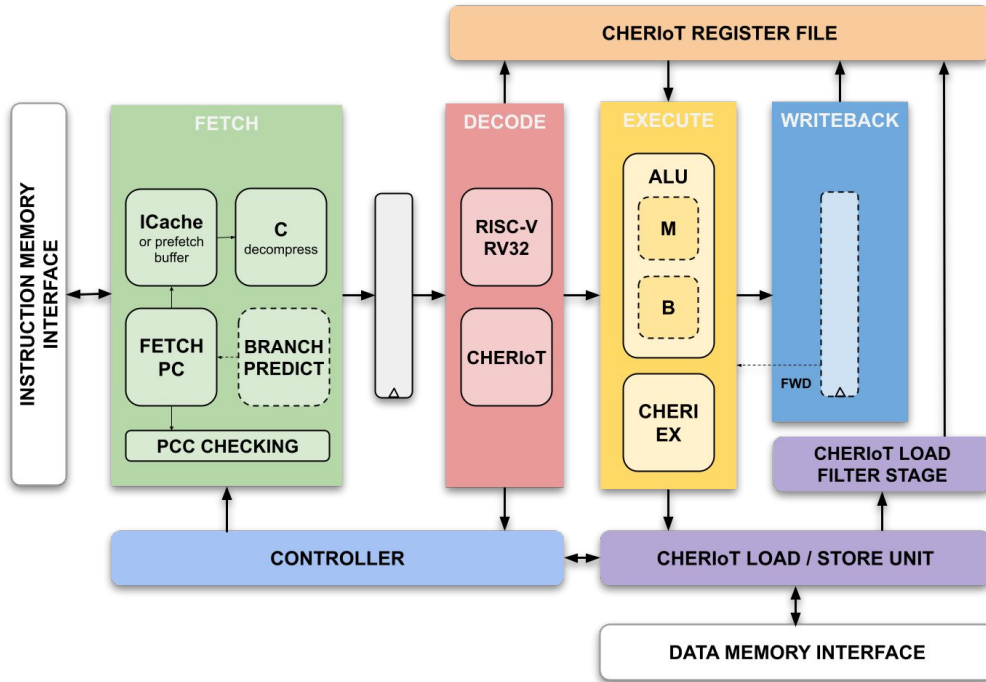 CHERIoT REGISTER FILE
INSTRUCTION MEMORY
INTERFACE
FETCH
ICache
or prefetch
buffer
C
decompress
FETCH
PC
BRANCH
PREDICT
PCC CHECKING
DECODE
RISC-V
RV32
CHERIoT
EXECUTE
ALU
M
B
CHERI
EX
WRITEBACK
FWD
CHERIoT LOAD
FILTER STAGE
CONTROLLER
CHERIoT LOAD / STORE UNIT
DATA MEMORY INTERFACE